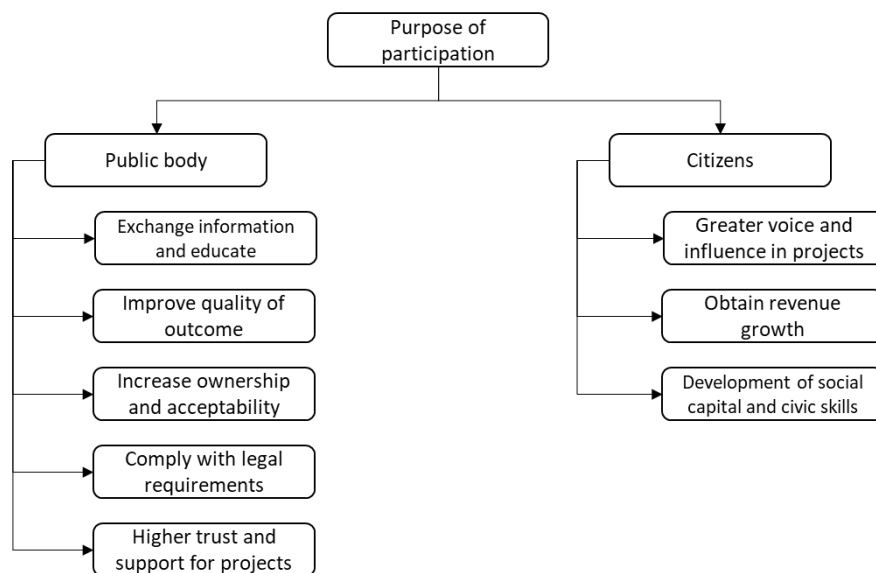 Purpose of
participation
Public body
Exchange information
and educate
Improve quality of
outcome
Increase ownership
and acceptability
Comply with legal
requirements
Higher trust and
support for projects
Citizens
Greater voice and
influence in projects
Obtain revenue
growth
Development of social
capital and civic skills